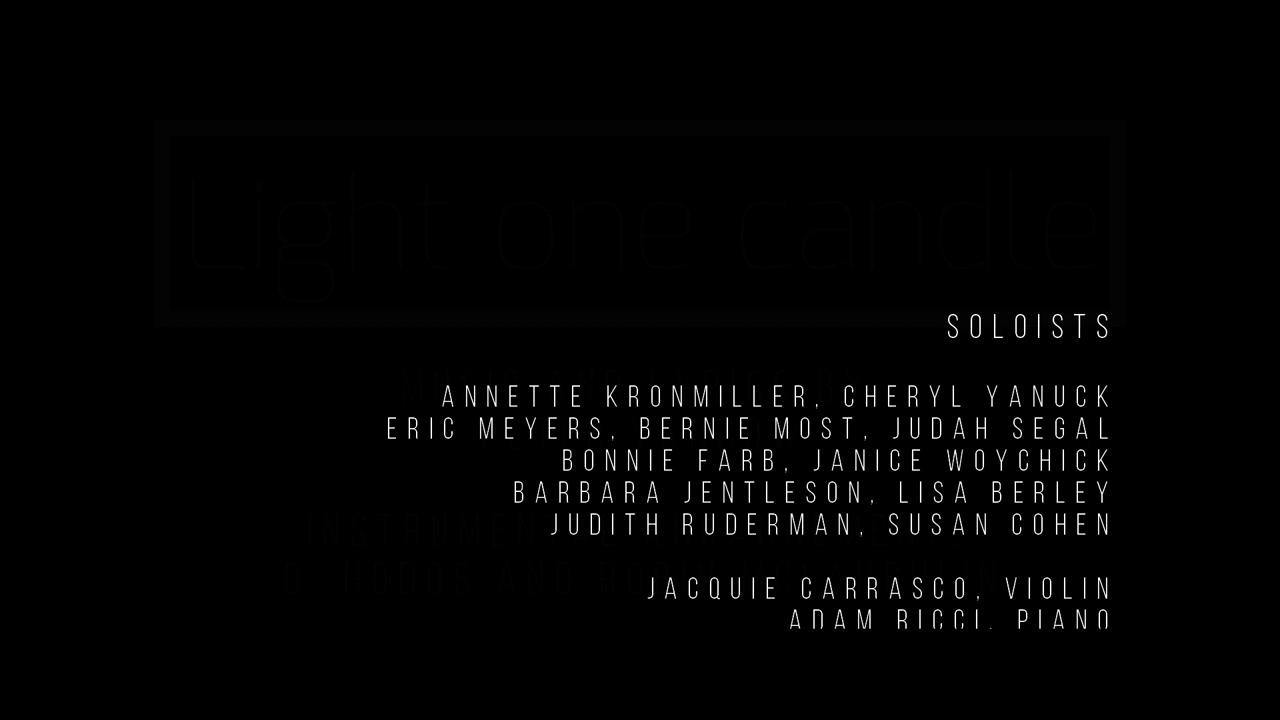 Light one candle
SOLOISTS
ANNETTE KRONMILLER, CHERYL YANUCK
ERIC MEYERS, BERNIE MOST, JUDAH SEGAL
BONNIE FARB, JANICE WOYCHICK
BARBARA JENTLESON, LISA BERLEY
JUDITH RUDERMAN, SUSAN COHEN
JACQUIE CARRASCO, VIOLIN
ADAM RICCI, PIANO